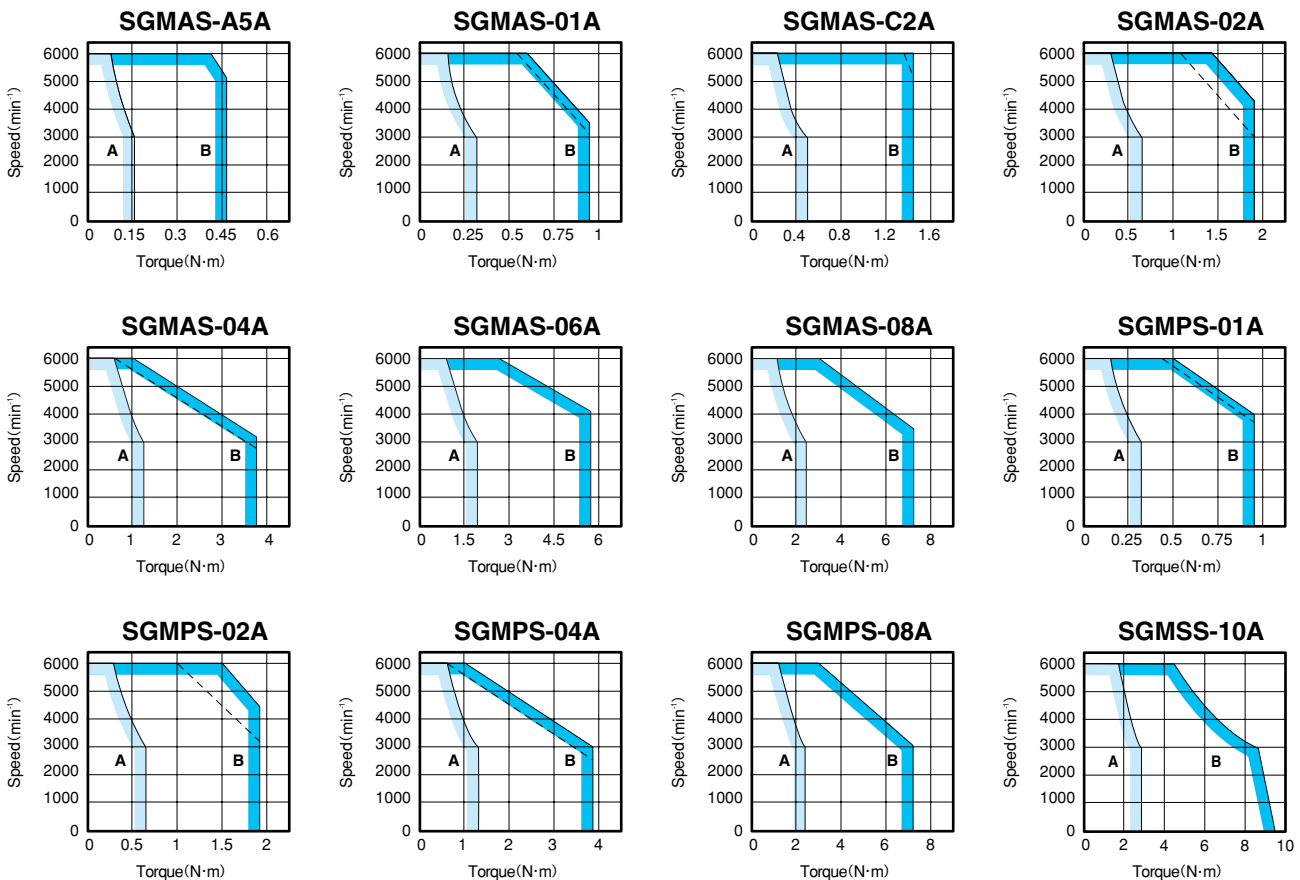 SGMAS-A5A
Speed(min⁻¹)
6000
5000
4000
3000
2000
1000
0
A
B
0 0.15 0.3 0.45 0.6
Torque(N·m)
SGMAS-01A
Speed(min⁻¹)
6000
5000
4000
3000
2000
1000
0
A
B
0 0.25 0.5 0.75 1
Torque(N·m)
SGMAS-C2A
Speed(min⁻¹)
6000
5000
4000
3000
2000
1000
0
A
B
0 0.4 0.8 1.2 1.6
Torque(N·m)
SGMAS-02A
Speed(min⁻¹)
6000
5000
4000
3000
2000
1000
0
A
B
0 0.5 1 1.5 2
Torque(N·m)
SGMAS-04A
Speed(min⁻¹)
6000
5000
4000
3000
2000
1000
0
A
B
0 1 2 3 4
Torque(N·m)
SGMAS-06A
Speed(min⁻¹)
6000
5000
4000
3000
2000
1000
0
A
B
0 1.5 3 4.5 6
Torque(N·m)
SGMAS-08A
Speed(min⁻¹)
6000
5000
4000
3000
2000
1000
0
A
B
0 2 4 6 8
Torque(N·m)
SGMPS-01A
Speed(min⁻¹)
6000
5000
4000
3000
2000
1000
0
A
B
0 0.25 0.5 0.75 1
Torque(N·m)
SGMPS-02A
Speed(min⁻¹)
6000
5000
4000
3000
2000
1000
0
A
B
0 0.5 1 1.5 2
Torque(N·m)
SGMPS-04A
Speed(min⁻¹)
6000
5000
4000
3000
2000
1000
0
A
B
0 1 2 3 4
Torque(N·m)
SGMPS-08A
Speed(min⁻¹)
6000
5000
4000
3000
2000
1000
0
A
B
0 2 4 6 8
Torque(N·m)
SGMSS-10A
Speed(min⁻¹)
6000
5000
4000
3000
2000
1000
0
A
B
0 2 4 6 8 10
Torque(N·m)